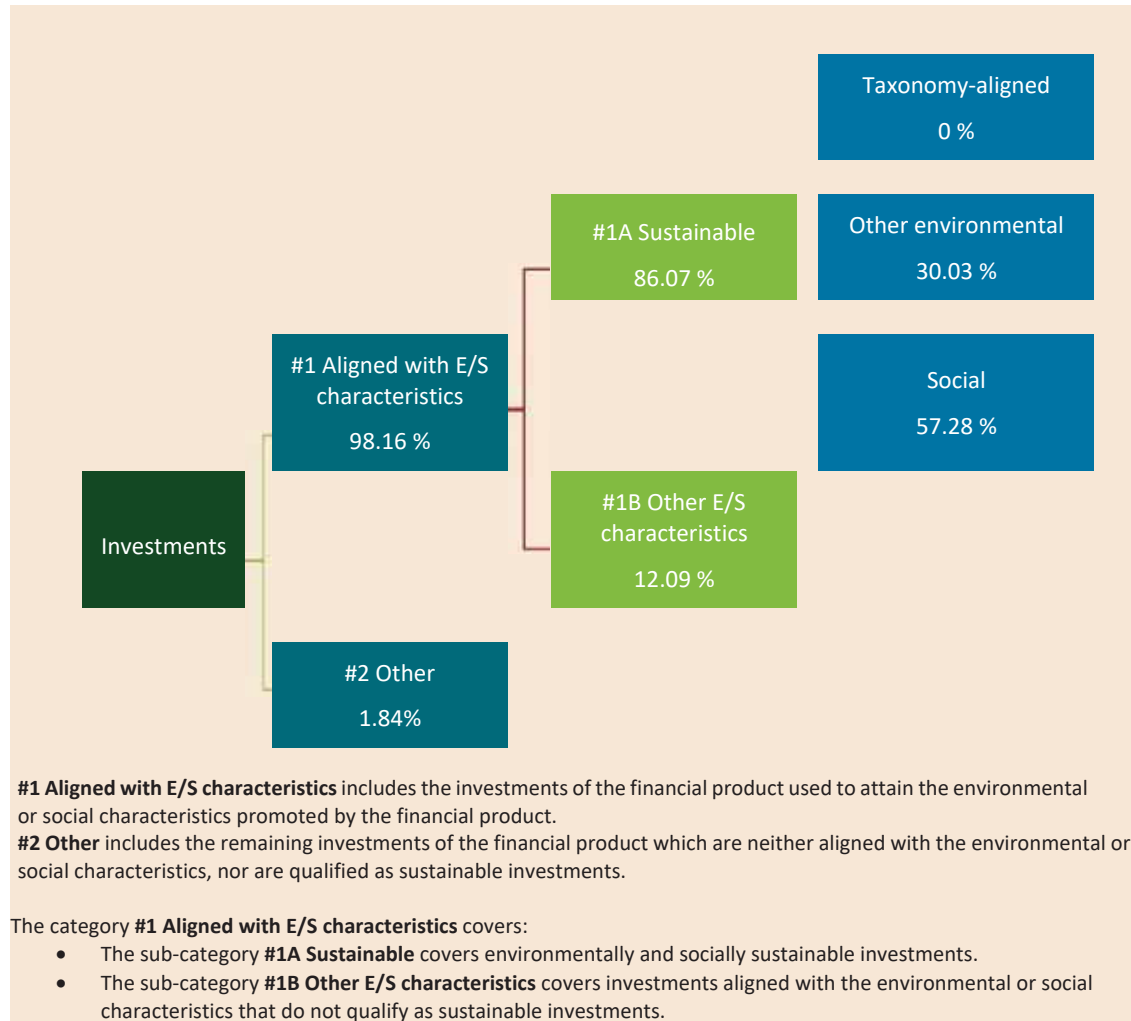 Taxonomy-aligned
0 %
#1A Sustainable
86.07 %
Other environmental
30.03 %
#1 Aligned with E/S
characteristics
98.16 %
Social
57.28 %
Investments
#1B Other E/S
characteristics
12.09 %
#2 Other
1.84%
#1 Aligned with E/S characteristics includes the investments of the financial product used to attain the environmental
or social characteristics promoted by the financial product.
#2 Other includes the remaining investments of the financial product which are neither aligned with the environmental or
social characteristics, nor are qualified as sustainable investments.
The category #1 Aligned with E/S characteristics covers:
• The sub-category #1A Sustainable covers environmentally and socially sustainable investments.
• The sub-category #1B Other E/S characteristics covers investments aligned with the environmental or social
characteristics that do not qualify as sustainable investments.